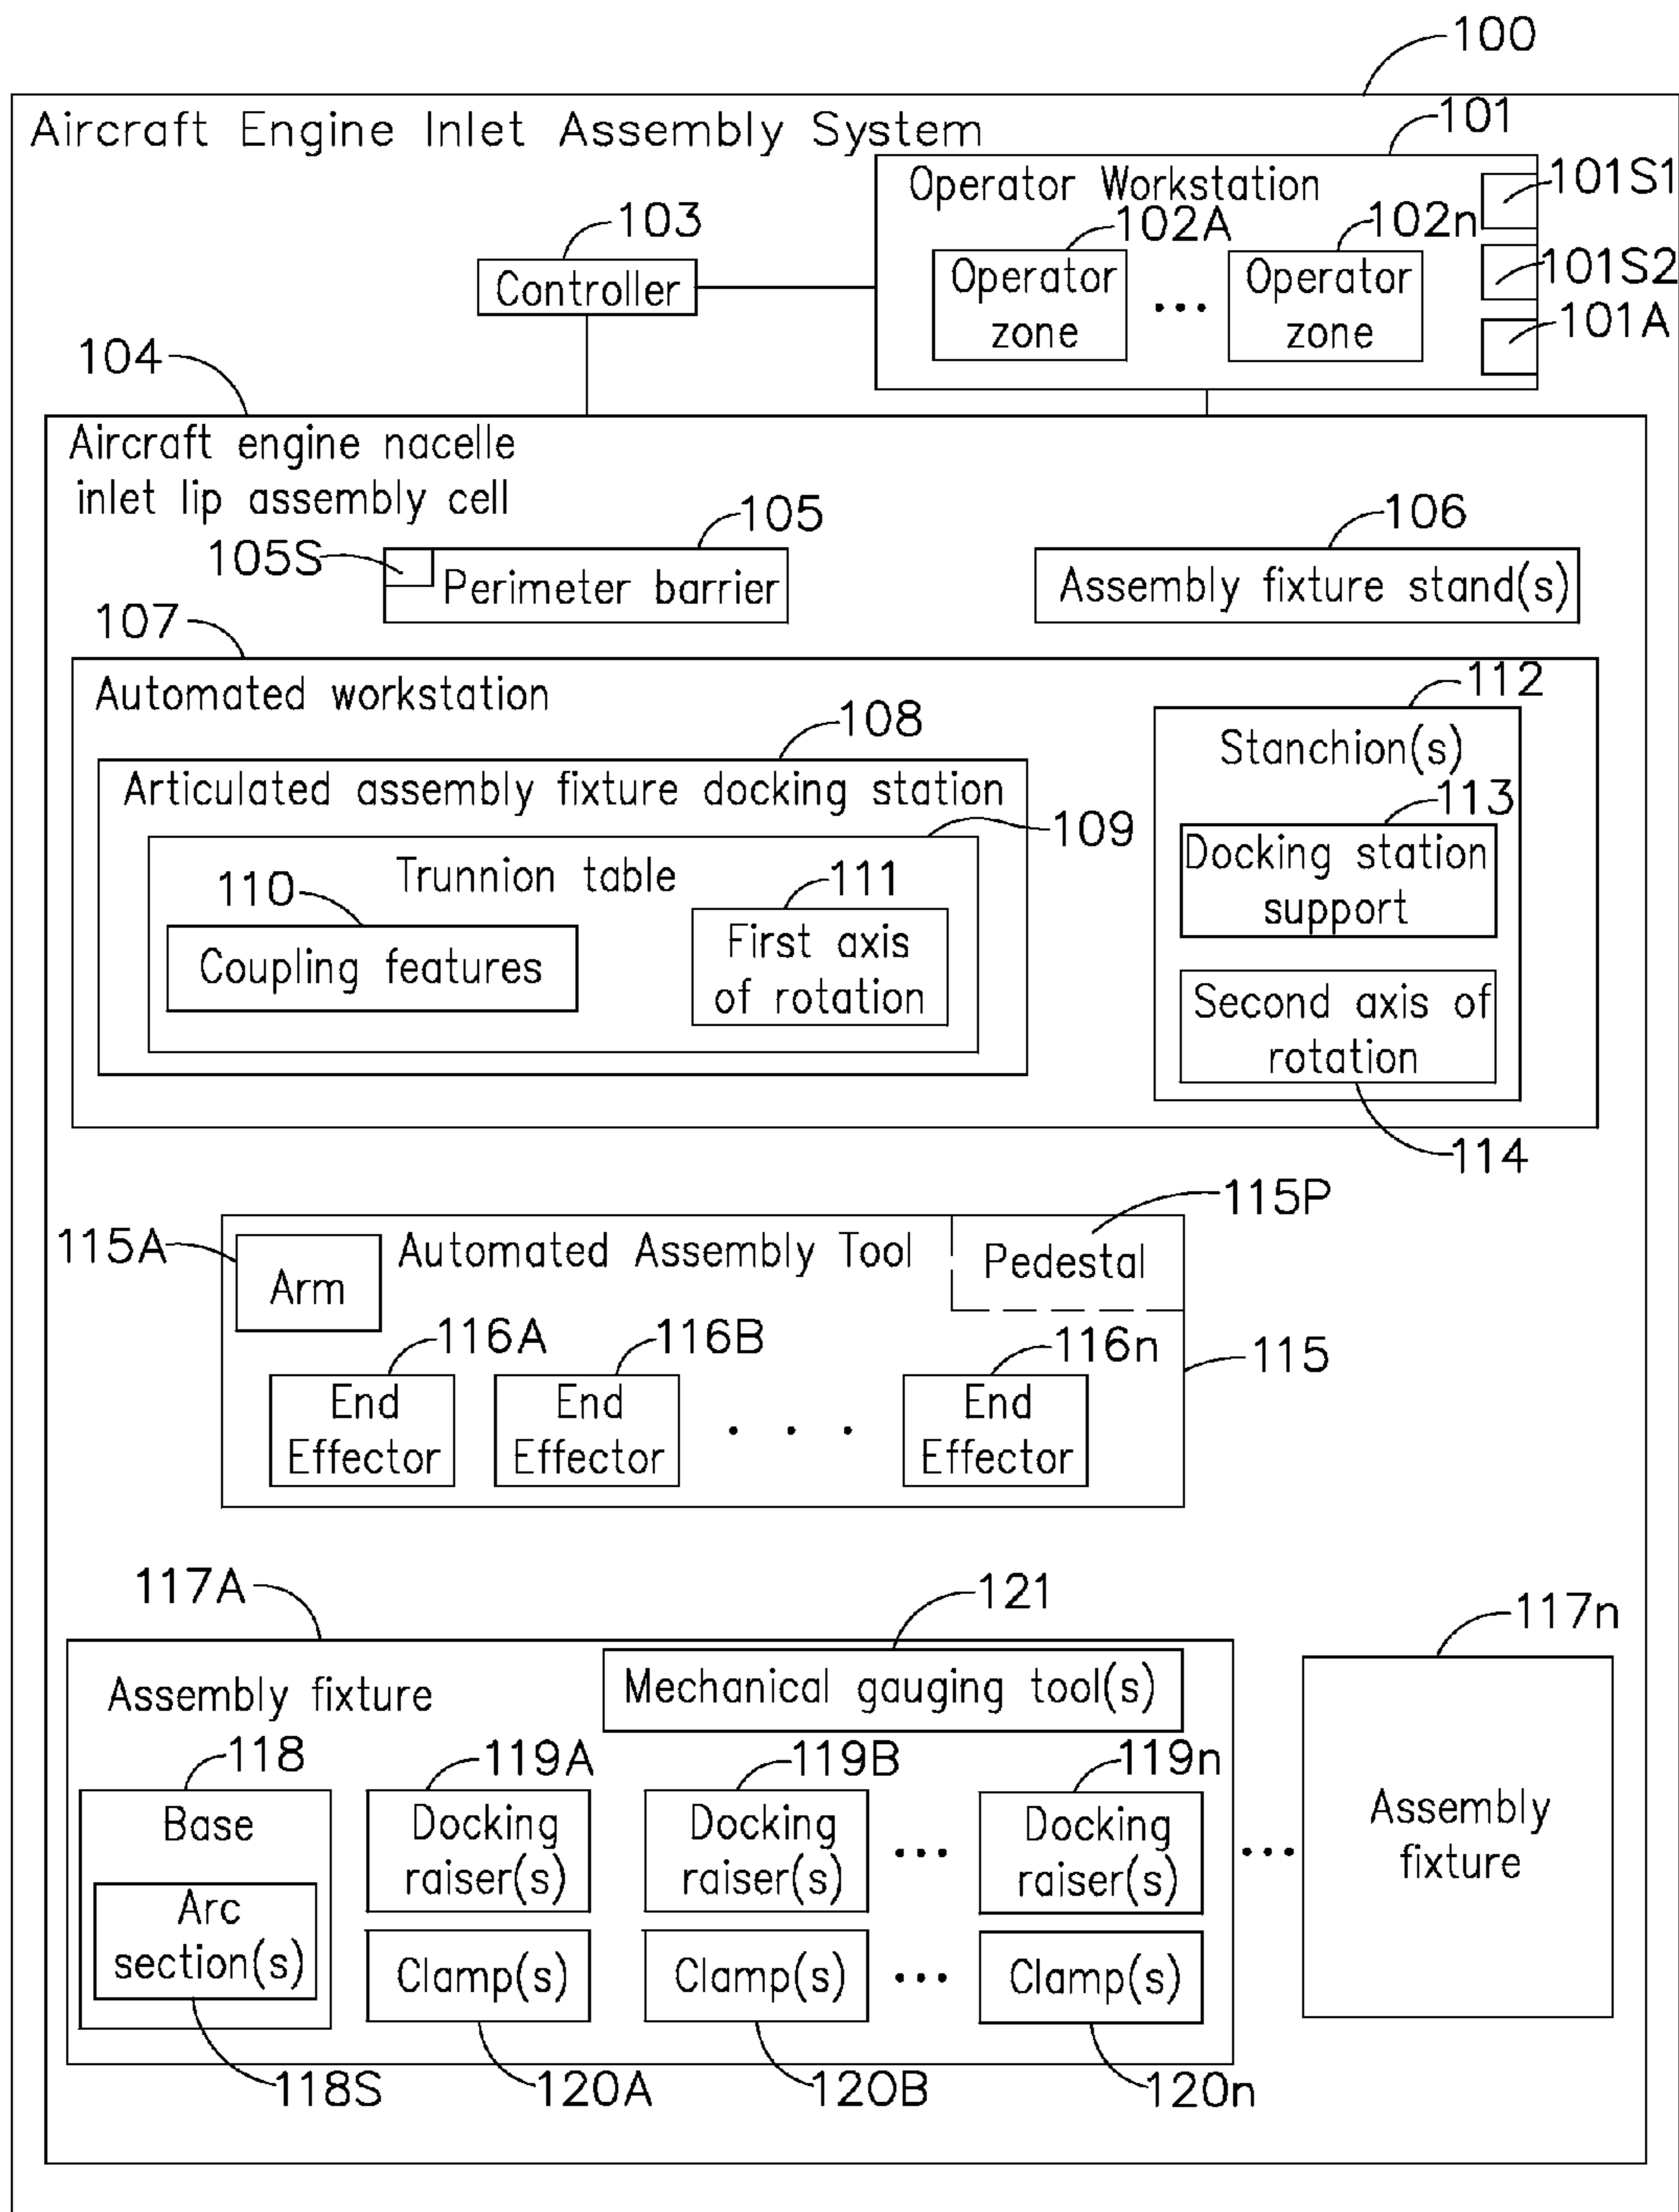 100
Aircraft Engine Inlet Assembly System
101
Operator Workstation
101S1
103
102A
102n
Controller
Operator
zone
...
Operator
zone
101S2
101A
104
Aircraft engine nacelle
inlet lip assembly cell
105
106
105S
Perimeter barrier
Assembly fixture stand(s)
107
Automated workstation
112
108
Stanchion(s)
Articulated assembly fixture docking station
113
109
Docking station
support
110
Trunnion table
111
Coupling features
First axis
of rotation
Second axis of
rotation
114
115P
115A
Arm
Automated Assembly Tool
Pedestal
116A
116B
116n
115
End
Effector
End
Effector
. . .
End
Effector
117A
121
117n
Assembly fixture
Mechanical gauging tool(s)
118
119A
119B
119n
Base
Docking
raiser(s)
Docking
raiser(s)
...
Docking
raiser(s)
...
Assembly
fixture
Arc
section(s)
Clamp(s)
Clamp(s)
...
Clamp(s)
118S
120A
120B
120n